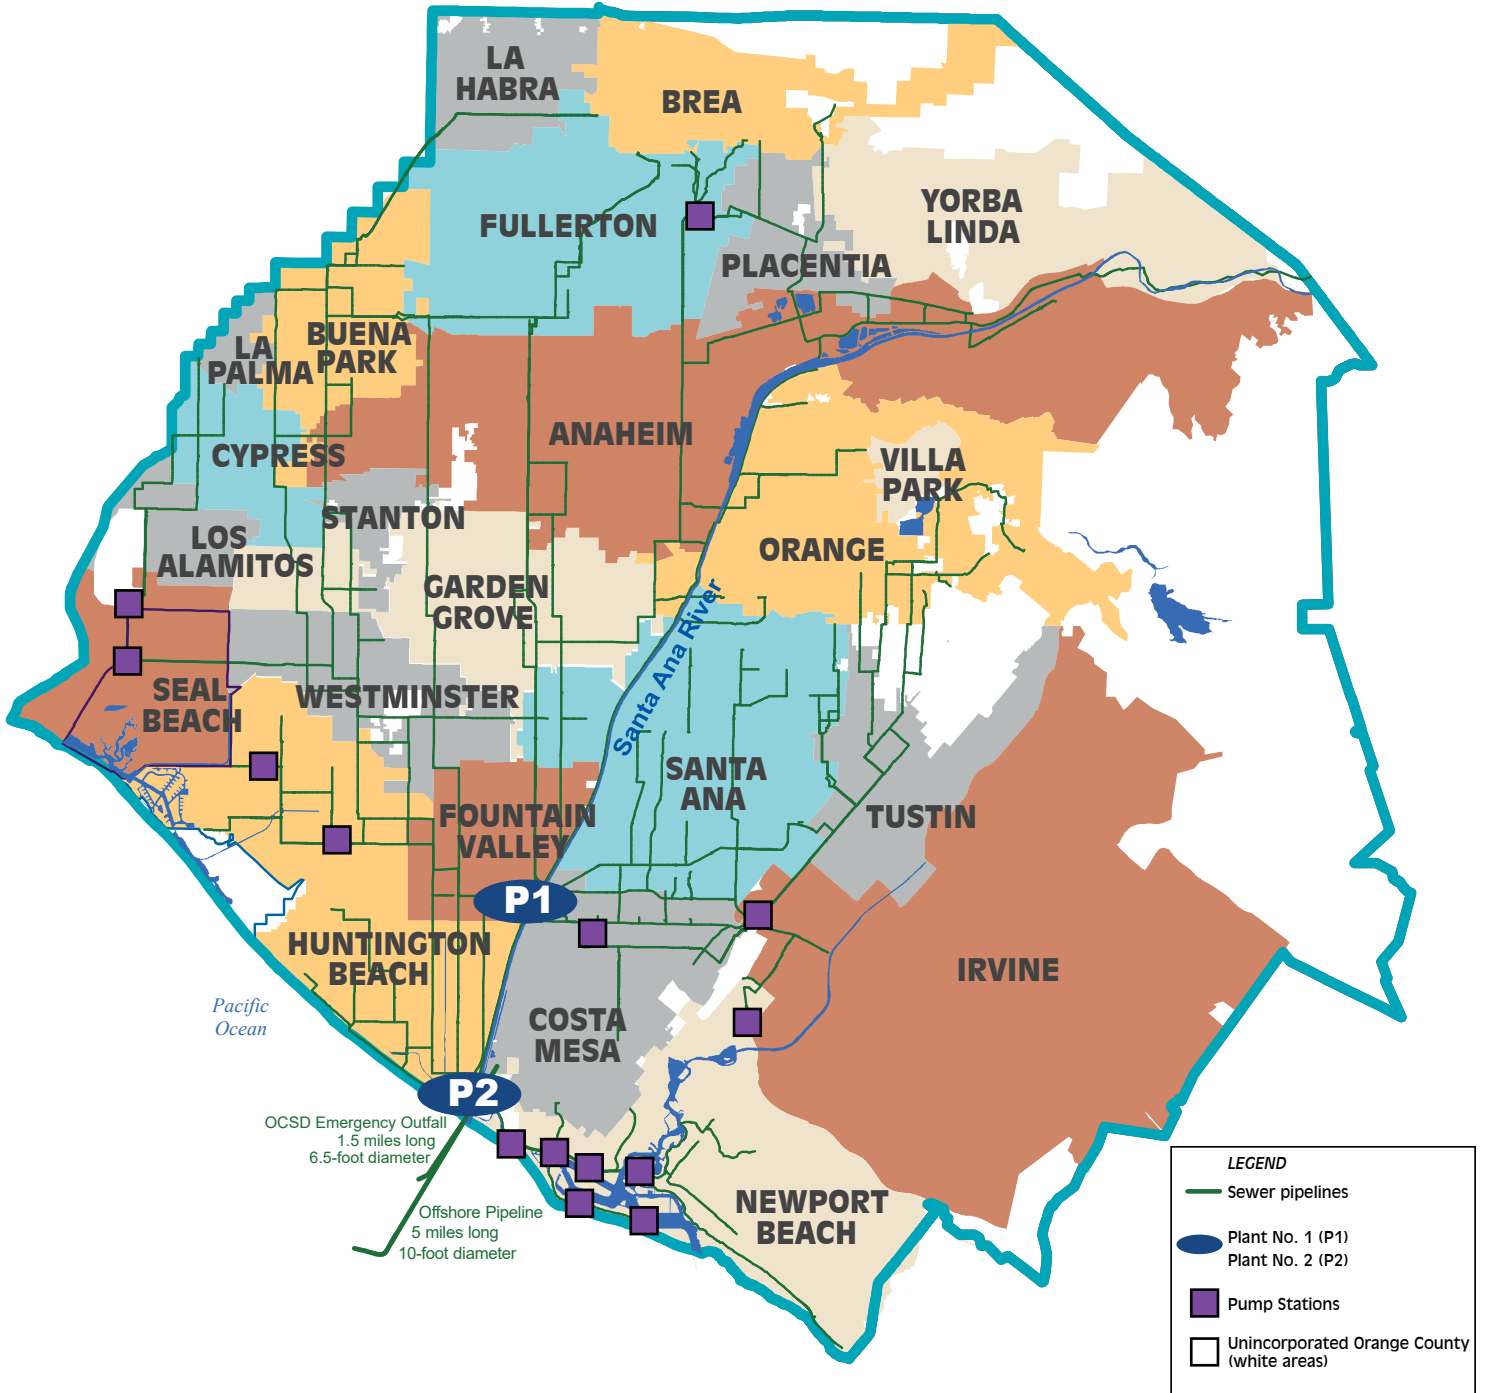 LA
HABRA
BREA
YORBA
LINDA
FULLERTON
PLACENTIA
BUENA
PARK
LA
PALMA
ANAHEIM
CYPRESS
VILLA
PARK
STANTON
LOS
ALAMITOS
ORANGE
GARDEN
GROVE
Santa Ana River
SEAL
BEACH
WESTMINSTER
SANTA
ANA
FOUNTAIN
VALLEY
TUSTIN
P1
HUNTINGTON
BEACH
IRVINE
Pacific
Ocean
COSTA
MESA
P2
OCSD Emergency Outfall
1.5 miles long
6.5-foot diameter
Offshore Pipeline
5 miles long
10-foot diameter
NEWPORT
BEACH
LEGEND
Sewer pipelines
Plant No. 1 (P1)
Plant No. 2 (P2)
Pump Stations
Unincorporated Orange County
(white areas)